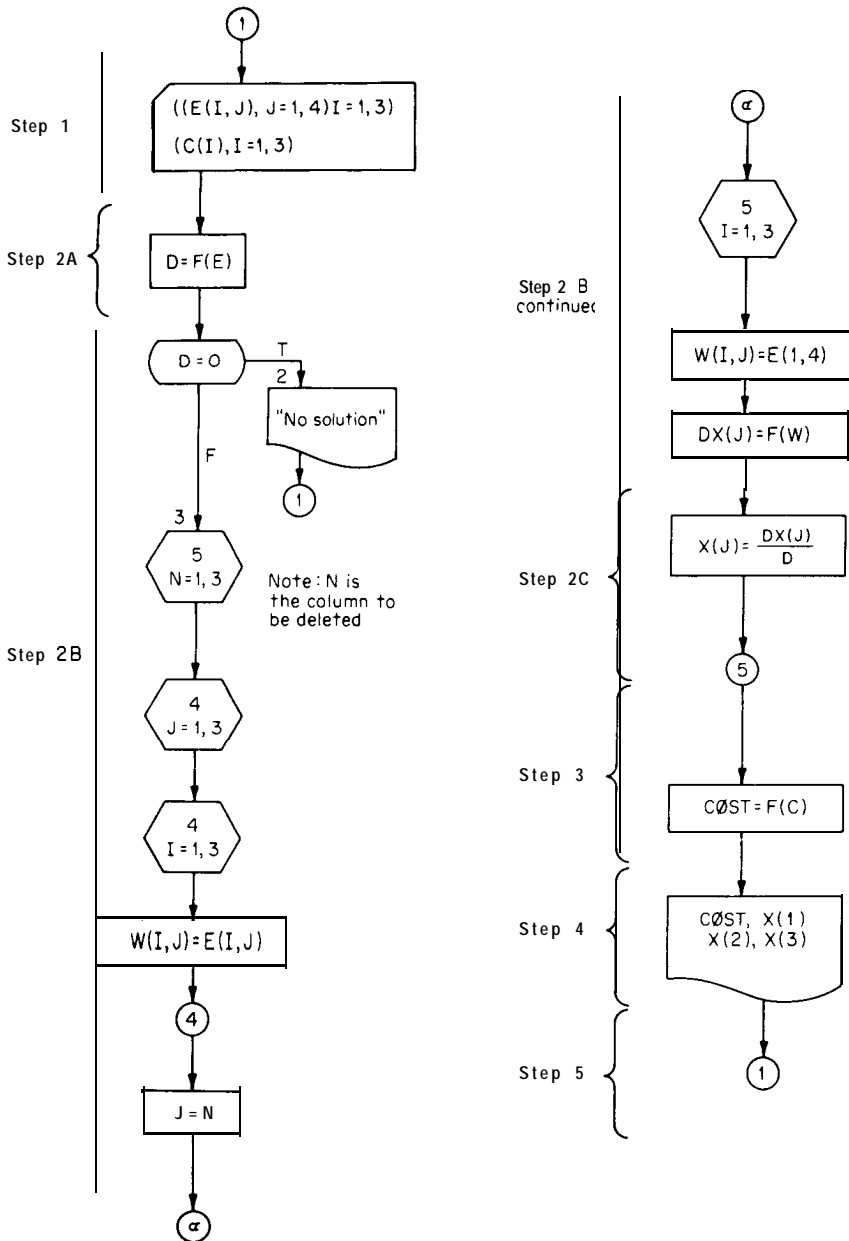 1
Step 1
((E(I,J), J=1,4)I=1,3)
(C(I),I=1,3)
Step 2A
D=F(E)
D=O
T
2
"No solution"
1
F
3
5
N=1,3
Note: N is
the column to
be deleted
Step 2B
4
J=1,3
4
I=1,3
W(I,J)=E(I,J)
4
J=N
α
α
5
I=1,3
Step 2 B
continued
W(I,J)=E(1,4)
DX(J)=F(W)
Step 2C
X(J)= DX(J)
D
5
Step 3
CØST=F(C)
Step 4
CØST, X(1)
X(2), X(3)
Step 5
1